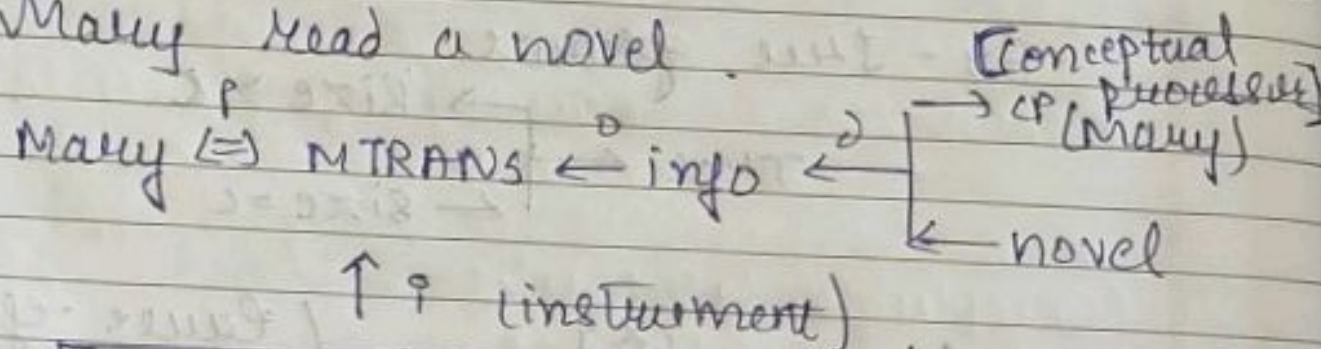 Mary read a novel.
[Conceptual
Processor]
p
→ CP (Mary)
Mary ⇔ MTRANS ← info ←
o
novel
↑ i (instrument)